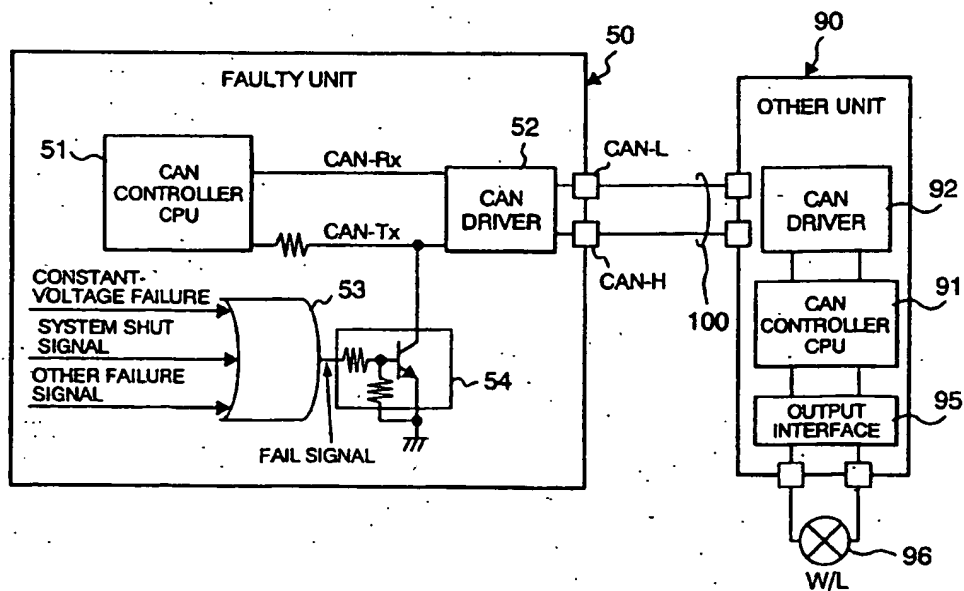 50
FAULTY UNIT
90
OTHER UNIT
51
CAN
CONTROLLER
CPU
CAN-Rx
CAN-Tx
52
CAN
DRIVER
CAN-L
CAN-H
100
CAN
DRIVER
92
CAN
CONTROLLER
CPU
91
OUTPUT
INTERFACE
95
CONSTANT-
VOLTAGE FAILURE
SYSTEM SHUT
SIGNAL
OTHER FAILURE
SIGNAL
53
54
FAIL SIGNAL
96
W/L